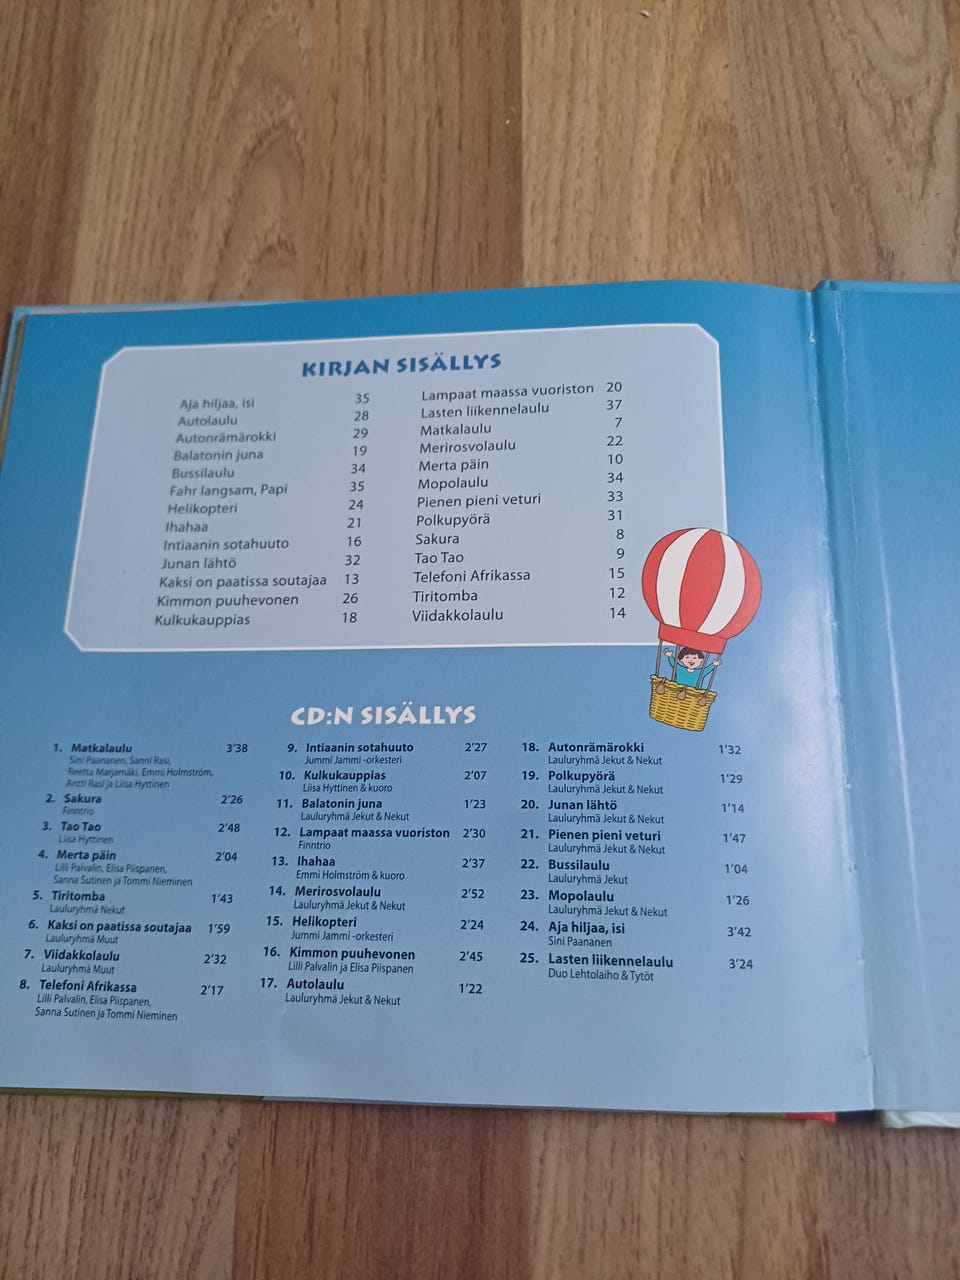 KIRJAN SISÄLLYS
Aja hiljaa, isi 35
Autolaulu 28
Autonrämärokki 29
Balatonin juna 19
Bussilaulu 34
Fahr langsam, Papi 35
Helikopteri 24
Ihahaa 21
Intiaanin sotahuuto 16
Junan lähtö 32
Kaksi on paatissa soutajaa 13
Kimmon puuhevonen 26
Kulkukauppias 18
Lampaat maassa vuoriston 20
Lasten liikennelaulu 37
Matkalaulu 7
Merirosvolaulu 22
Merta päin 10
Mopolaulu 34
Pienen pieni veturi 33
Polkupyörä 31
Sakura 8
Tao Tao 9
Telefoni Afrikassa 15
Tiritomba 12
Viidakkolaulu 14
CD:N SISÄLLYS
1. Matkalaulu 3'38
Sini Paananen, Sanni Rasi,
Reetta Marjamäki, Emmi Holmström,
Antti Rasi ja Liisa Hyttinen
2. Sakura 2'26
Finntrio
3. Tao Tao 2'48
Liisa Hyttinen
4. Merta päin 2'04
Lilli Palvalin, Elisa Piispanen,
Sanna Sutinen ja Tommi Nieminen
5. Tiritomba 1'43
Lauluryhmä Nekut
6. Kaksi on paatissa soutajaa 1'59
Lauluryhmä Muut
7. Viidakkolaulu 2'32
Lauluryhmä Muut
8. Telefoni Afrikassa 2'17
Lilli Palvalin, Elisa Piispanen,
Sanna Sutinen ja Tommi Nieminen
9. Intiaanin sotahuuto 2'27
Jummi Jammi -orkesteri
10. Kulkukauppias 2'07
Liisa Hyttinen & kuoro
11. Balatonin juna 1'23
Lauluryhmä Jekut & Nekut
12. Lampaat maassa vuoriston 2'30
Finntrio
13. Ihahaa 2'37
Emmi Holmström & kuoro
14. Merirosvolaulu 2'52
Lauluryhmä Jekut & Nekut
15. Helikopteri 2'24
Jummi Jammi -orkesteri
16. Kimmon puuhevonen 2'45
Lilli Palvalin ja Elisa Piispanen
17. Autolaulu 1'22
Lauluryhmä Jekut & Nekut
18. Autonrämärokki 1'32
Lauluryhmä Jekut & Nekut
19. Polkupyörä 1'29
Lauluryhmä Jekut & Nekut
20. Junan lähtö 1'14
Lauluryhmä Jekut & Nekut
21. Pienen pieni veturi 1'47
Lauluryhmä Jekut & Nekut
22. Bussilaulu 1'04
Lauluryhmä Jekut
23. Mopolaulu 1'26
Lauluryhmä Jekut & Nekut
24. Aja hiljaa, isi 3'42
Sini Paananen
25. Lasten liikennelaulu 3'24
Duo Lehtolaiho & Tytöt